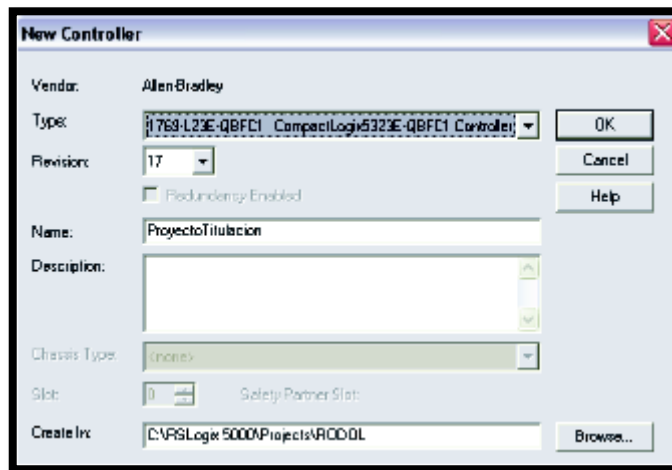 New Controller
Vendor: Allen-Bradley
Type: 1769-L23E-QBFC1 CompactLogix5323E-QBFC1 Controller
OK
Revision: 17
Cancel
Redundancy Enabled
Help
Name: ProyectoTitulacion
Description:
Chassis Type: <none>
Slot: 0 Safety Partner Slot:
Create In: C:\RSLogix 5000\Projects\RODOL
Browse...